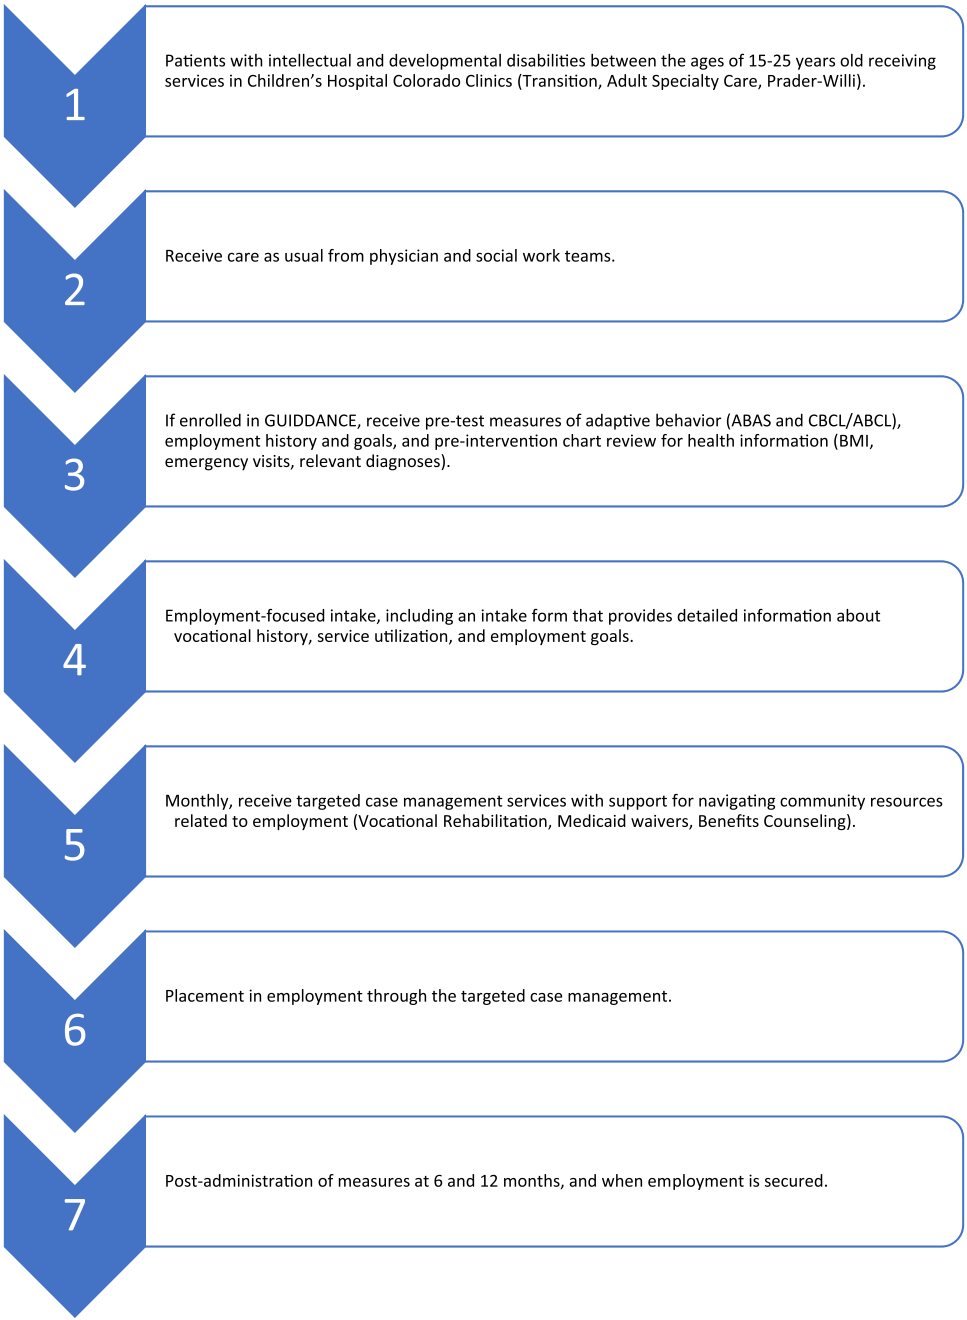 1
Patients with intellectual and developmental disabilities between the ages of 15-25 years old receiving
services in Children’s Hospital Colorado Clinics (Transition, Adult Specialty Care, Prader-Willi).
2
Receive care as usual from physician and social work teams.
3
If enrolled in GUIDDANCE, receive pre-test measures of adaptive behavior (ABAS and CBCL/ABCL),
employment history and goals, and pre-intervention chart review for health information (BMI,
emergency visits, relevant diagnoses).
4
Employment-focused intake, including an intake form that provides detailed information about
vocational history, service utilization, and employment goals.
5
Monthly, receive targeted case management services with support for navigating community resources
related to employment (Vocational Rehabilitation, Medicaid waivers, Benefits Counseling).
6
Placement in employment through the targeted case management.
7
Post-administration of measures at 6 and 12 months, and when employment is secured.